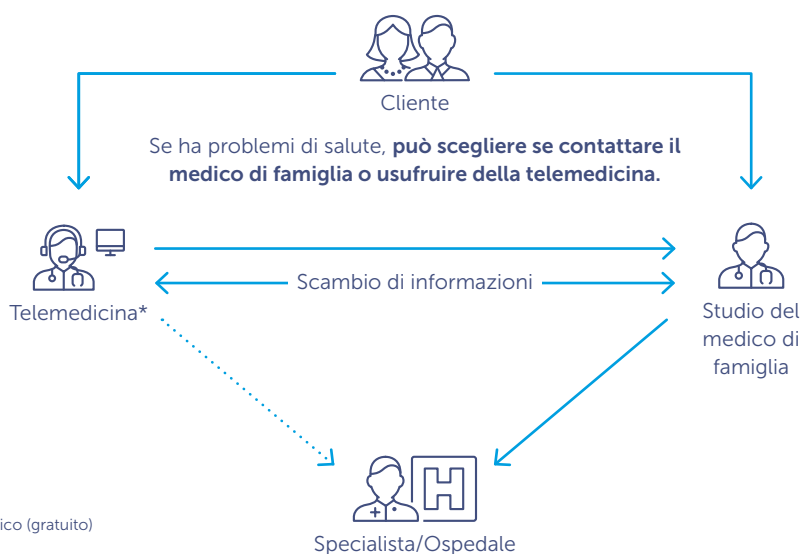 Cliente
Se ha problemi di salute, può scegliere se contattare il
medico di famiglia o usufruire della telemedicina.
Scambio di informazioni
Telemedicina*
Studio del
medico di
famiglia
H
(gratuito)
Specialista/Ospedale